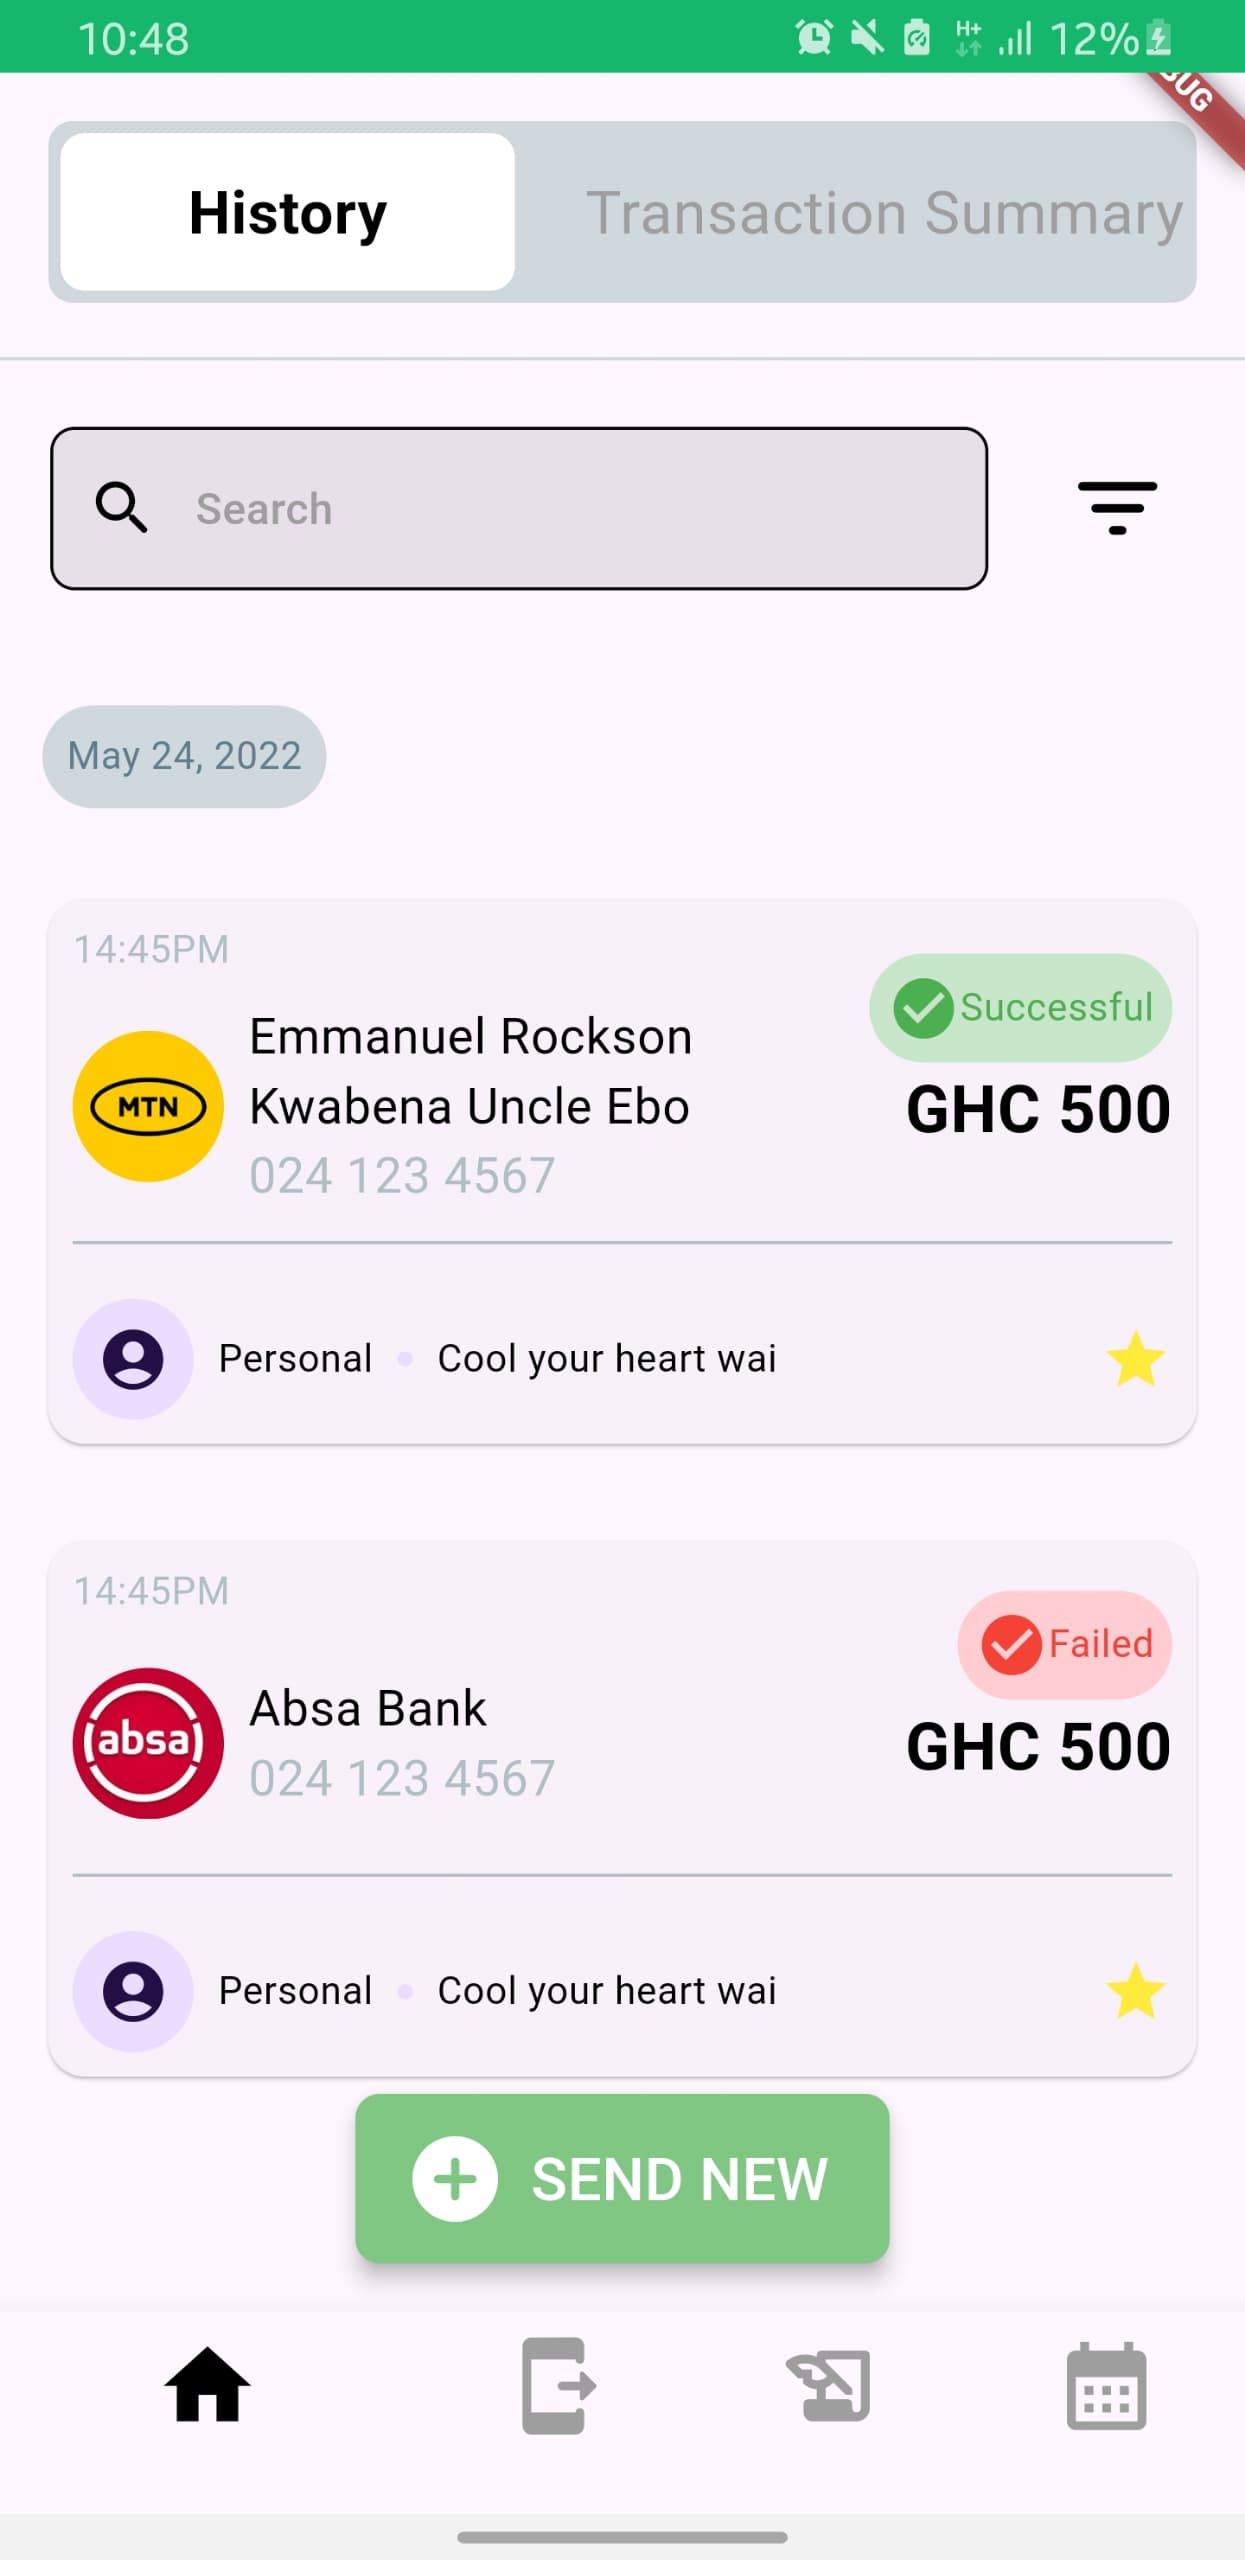 10:48
H+
12%
BUG
History
Transaction Summary
Search
May 24, 2022
14:45PM
Successful
Emmanuel Rockson
Kwabena Uncle Ebo
MTN
GHC 500
024 123 4567
Personal • Cool your heart wai
14:45PM
Failed
Absa Bank
absa
GHC 500
024 123 4567
Personal • Cool your heart wai
SEND NEW